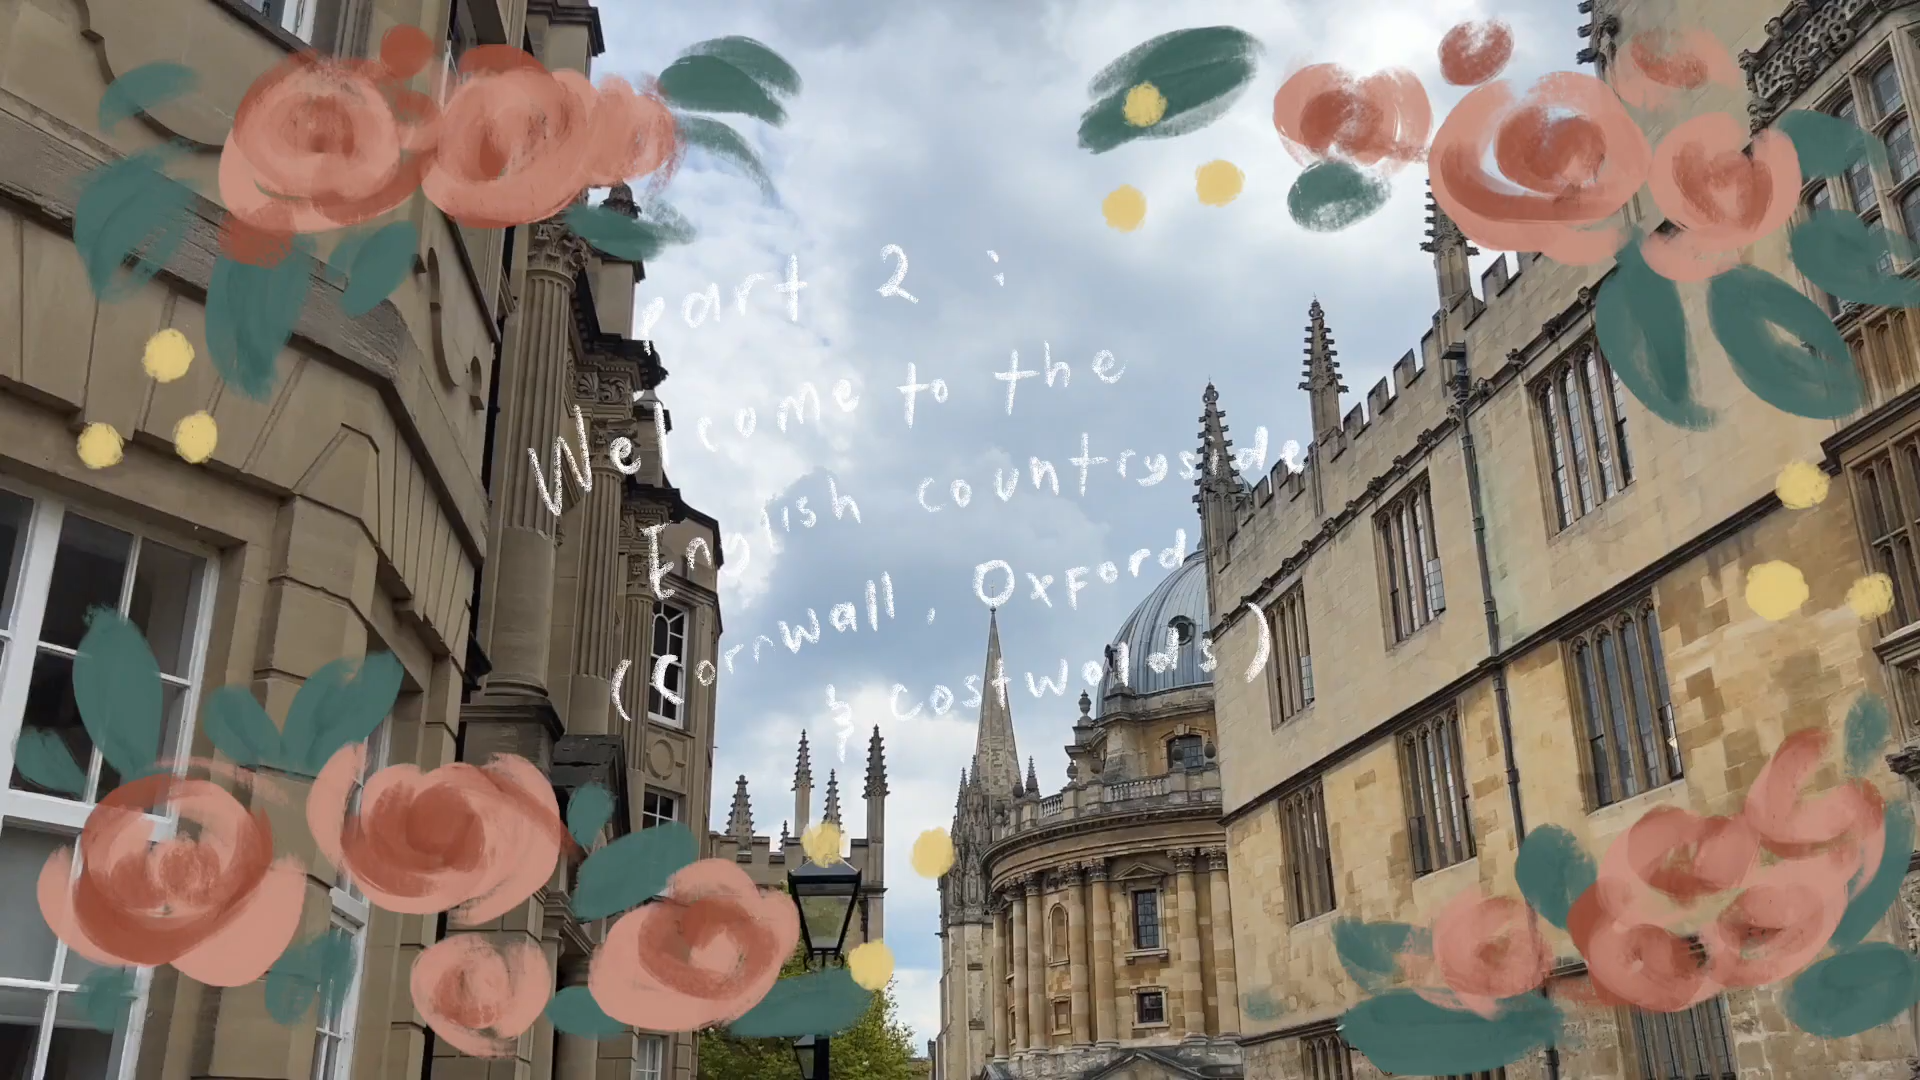 part 2 :
Welcome to the
English countryside
(Cornwall, Oxford
& Costwolds)